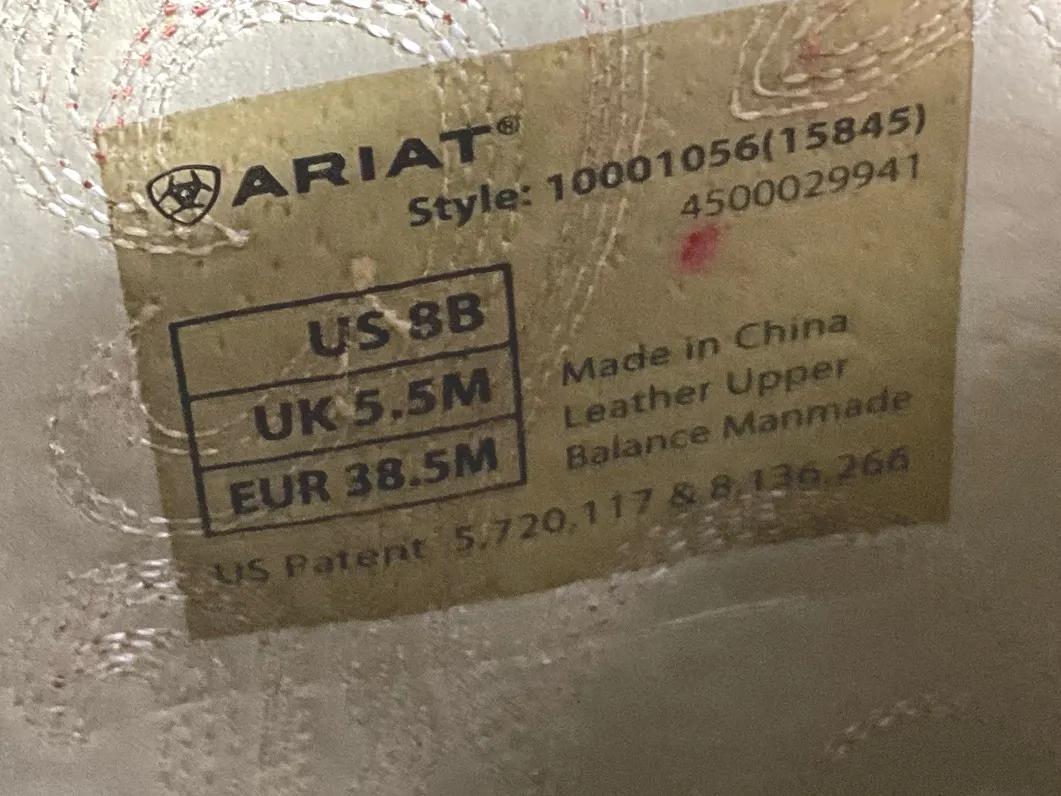 ARIAT®
Style: 10001056(15845)
4500029941
US 8B
UK 5.5M
EUR 38.5M
Made in China
Leather Upper
Balance Manmade
US Patent 5,720,117 & 8,136,266